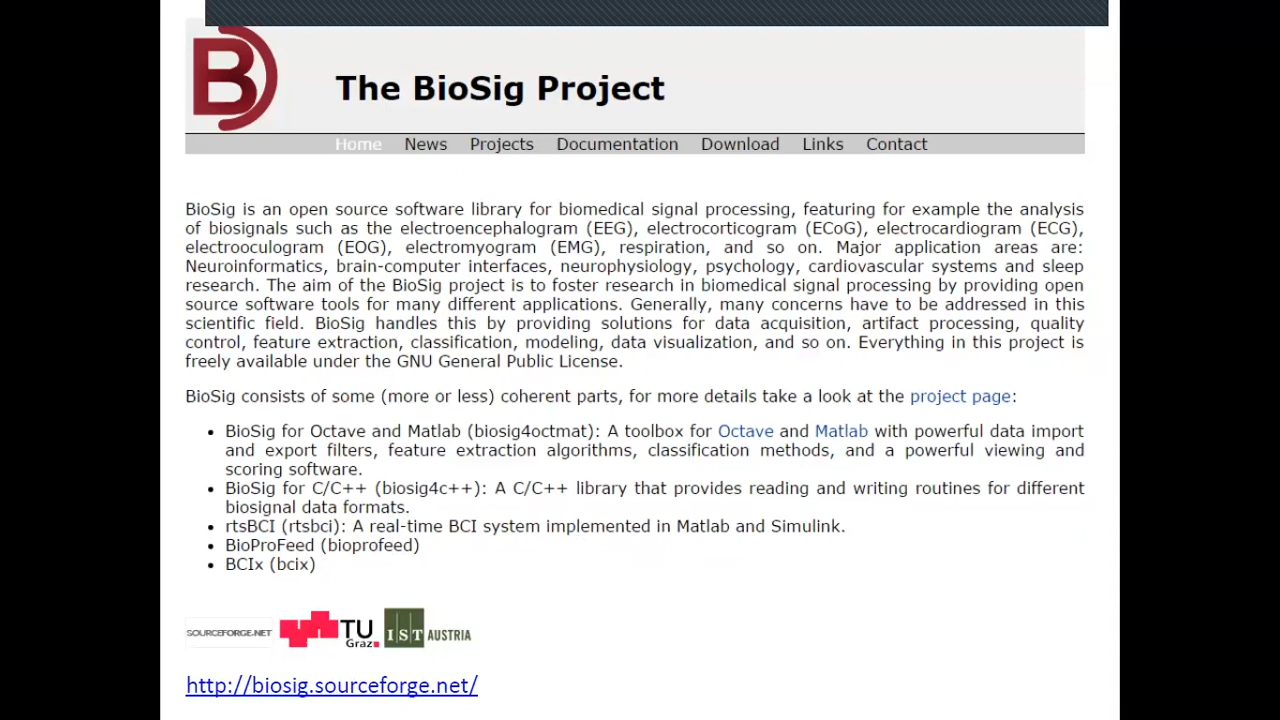 The BioSig Project
Home News Projects Documentation Download Links Contact
BioSig is an open source software library for biomedical signal processing, featuring for example the analysis
of biosignals such as the electroencephalogram (EEG), electrocorticogram (ECoG), electrocardiogram (ECG),
electrooculogram (EOG), electromyogram (EMG), respiration, and so on. Major application areas are:
Neuroinformatics, brain-computer interfaces, neurophysiology, psychology, cardiovascular systems and sleep
research. The aim of the BioSig project is to foster research in biomedical signal processing by providing open
source software tools for many different applications. Generally, many concerns have to be addressed in this
scientific field. BioSig handles this by providing solutions for data acquisition, artifact processing, quality
control, feature extraction, classification, modeling, data visualization, and so on. Everything in this project is
freely available under the GNU General Public License.
BioSig consists of some (more or less) coherent parts, for more details take a look at the project page:
• BioSig for Octave and Matlab (biosig4octmat): A toolbox for Octave and Matlab with powerful data import
and export filters, feature extraction algorithms, classification methods, and a powerful viewing and
scoring software.
• BioSig for C/C++ (biosig4c++): A C/C++ library that provides reading and writing routines for different
biosignal data formats.
• rtsBCI (rtsbci): A real-time BCI system implemented in Matlab and Simulink.
• BioProFeed (bioprofeed)
• BCIx (bcix)
SOURCEFORGE.NET TU Graz IST AUSTRIA
http://biosig.sourceforge.net/